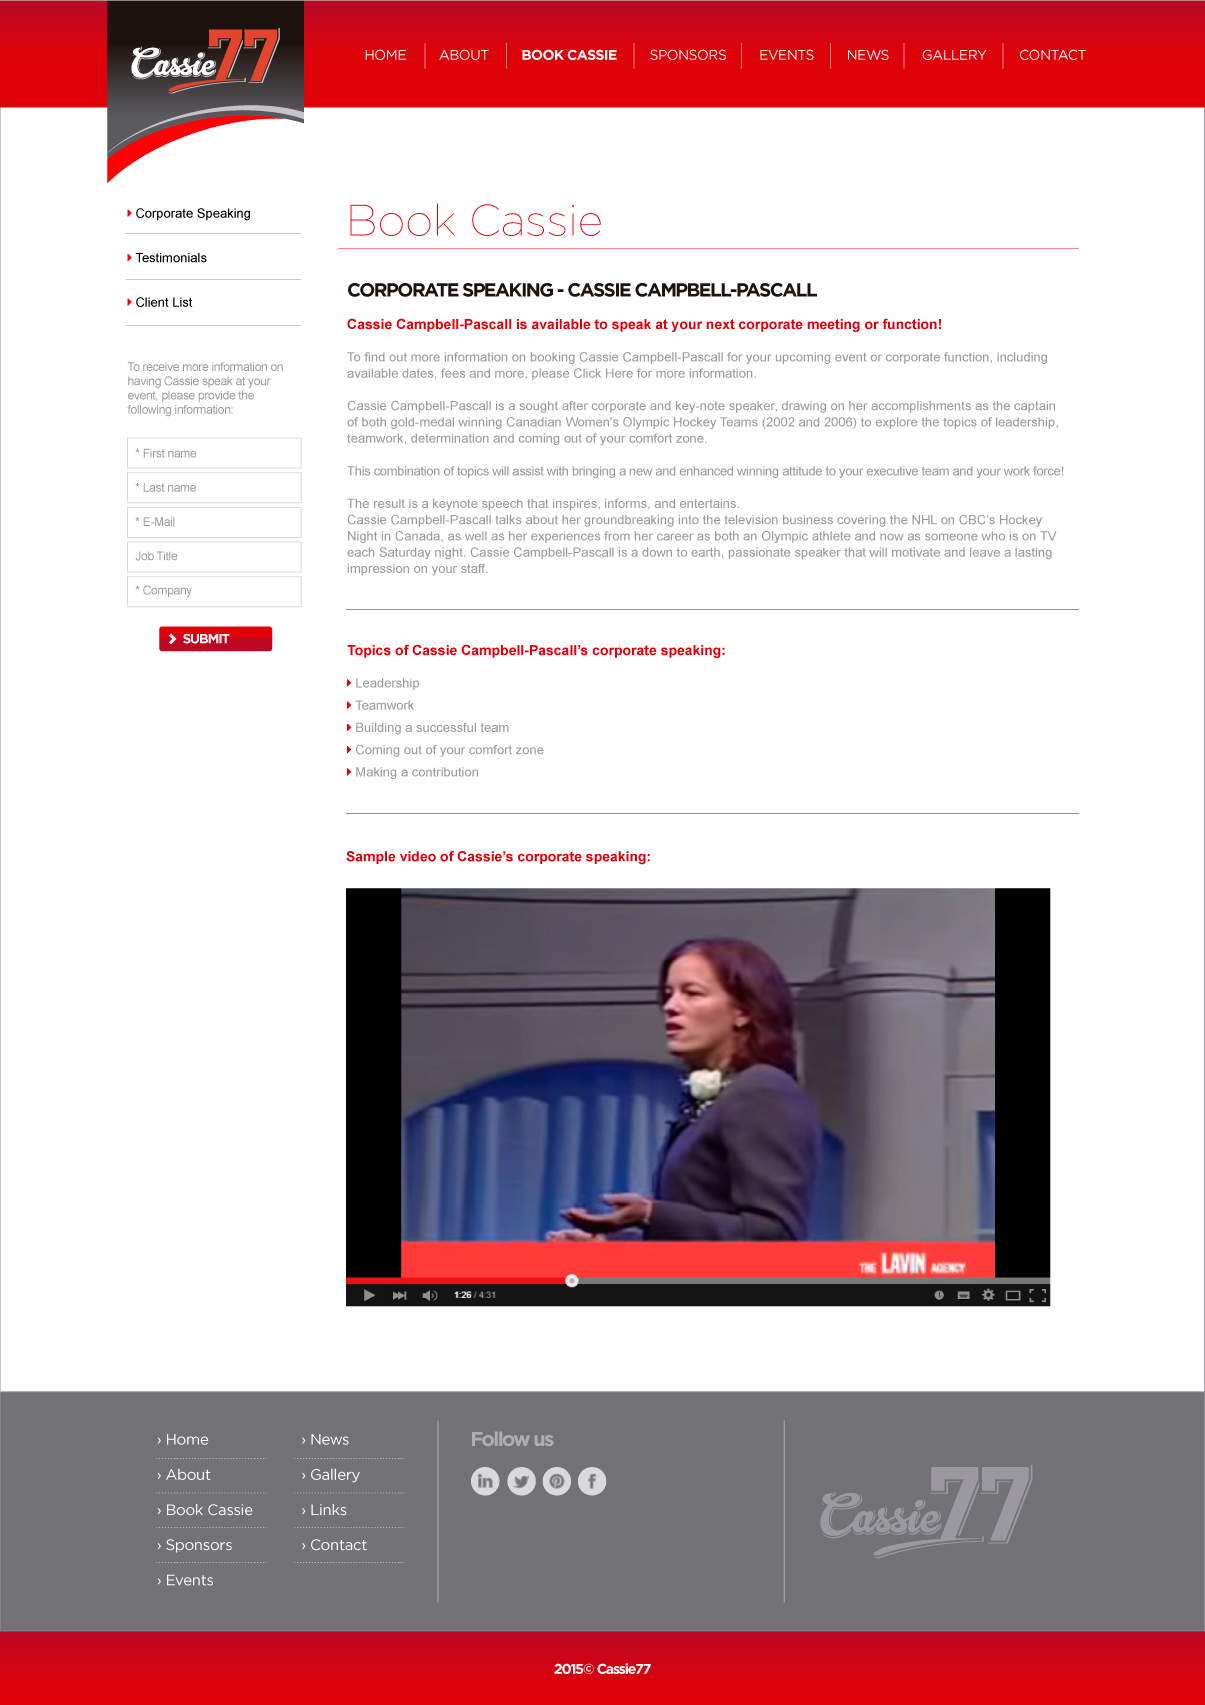 Cassie77
HOME
ABOUT
BOOK CASSIE
SPONSORS
EVENTS
NEWS
GALLERY
CONTACT
Corporate Speaking
Testimonials
Client List
To receive more information on
having Cassie speak at your
event, please provide the
following information:
* First name
* Last name
* E-Mail
Job Title
* Company
SUBMIT
Book Cassie
CORPORATE SPEAKING - CASSIE CAMPBELL-PASCALL
Cassie Campbell-Pascall is available to speak at your next corporate meeting or function!
To find out more information on booking Cassie Campbell-Pascall for your upcoming event or corporate function, including
available dates, fees and more, please Click Here for more information.
Cassie Campbell-Pascall is a sought after corporate and key-note speaker, drawing on her accomplishments as the captain
of both gold-medal winning Canadian Women's Olympic Hockey Teams (2002 and 2006) to explore the topics of leadership,
teamwork, determination and coming out of your comfort zone.
This combination of topics will assist with bringing a new and enhanced winning attitude to your executive team and your work force!
The result is a keynote speech that inspires, informs, and entertains.
Cassie Campbell-Pascall talks about her groundbreaking into the television business covering the NHL on CBC's Hockey
Night in Canada, as well as her experiences from her career as both an Olympic athlete and now as someone who is on TV
each Saturday night. Cassie Campbell-Pascall is a down to earth, passionate speaker that will motivate and leave a lasting
impression on your staff.
Topics of Cassie Campbell-Pascall's corporate speaking:
Leadership
Teamwork
Building a successful team
Coming out of your comfort zone
Making a contribution
Sample video of Cassie's corporate speaking:
THE LAVIN AGENCY
1:26 / 4:31
› Home
› About
› Book Cassie
› Sponsors
› Events
› News
› Gallery
› Links
› Contact
Follow us
Cassie77
2015© Cassie77